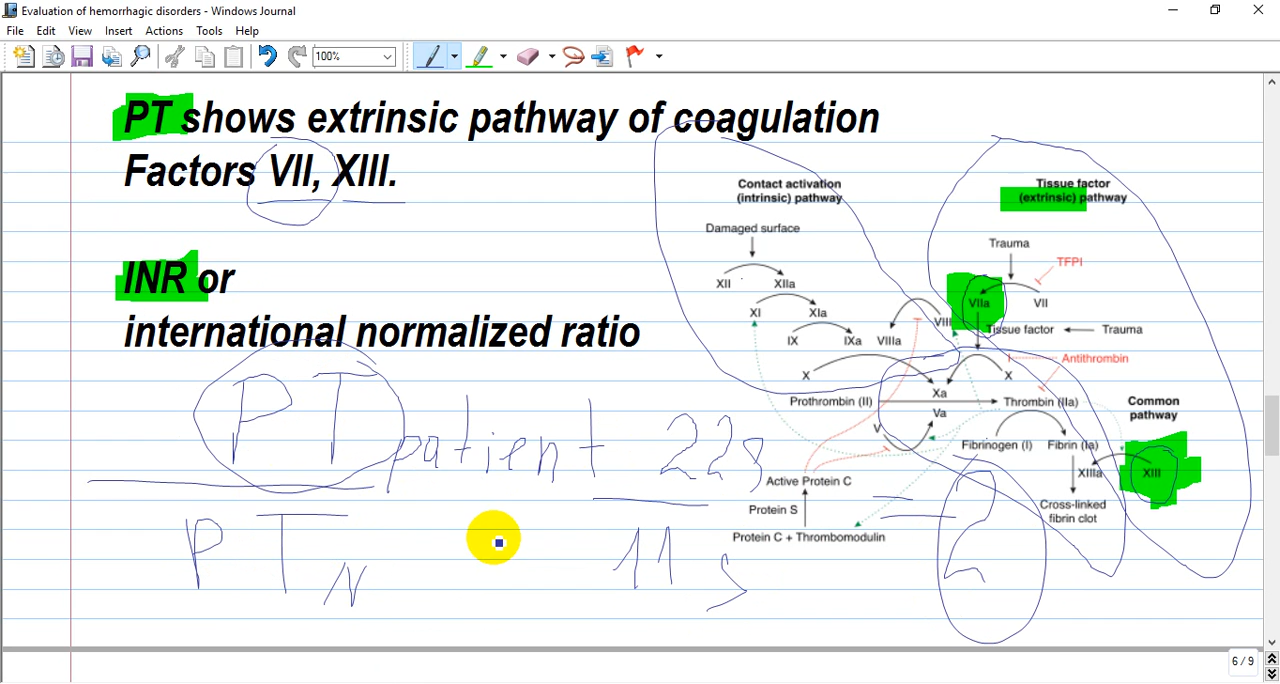 Evaluation of hemorrhagic disorders - Windows Journal
File Edit View Insert Actions Tools Help
100%
PT shows extrinsic pathway of coagulation
Factors VII, XIII.
INR or
international normalized ratio
PT patient 22s
PT N 11 s
= 2
Contact activation
(intrinsic) pathway
Damaged surface
XII XIIa
XI XIa
IX IXa VIIIa
VIII
X
Prothrombin (II)
Tissue factor
(extrinsic) pathway
Trauma
TFPI
VIIa VII
Tissue factor Trauma
Antithrombin
X
Xa
Thrombin (IIa)
Va
V
Common
pathway
Fibrinogen (I) Fibrin (Ia)
XIIIa XIII
Active Protein C
Protein S
Cross-linked
fibrin clot
Protein C + Thrombomodulin
6 / 9